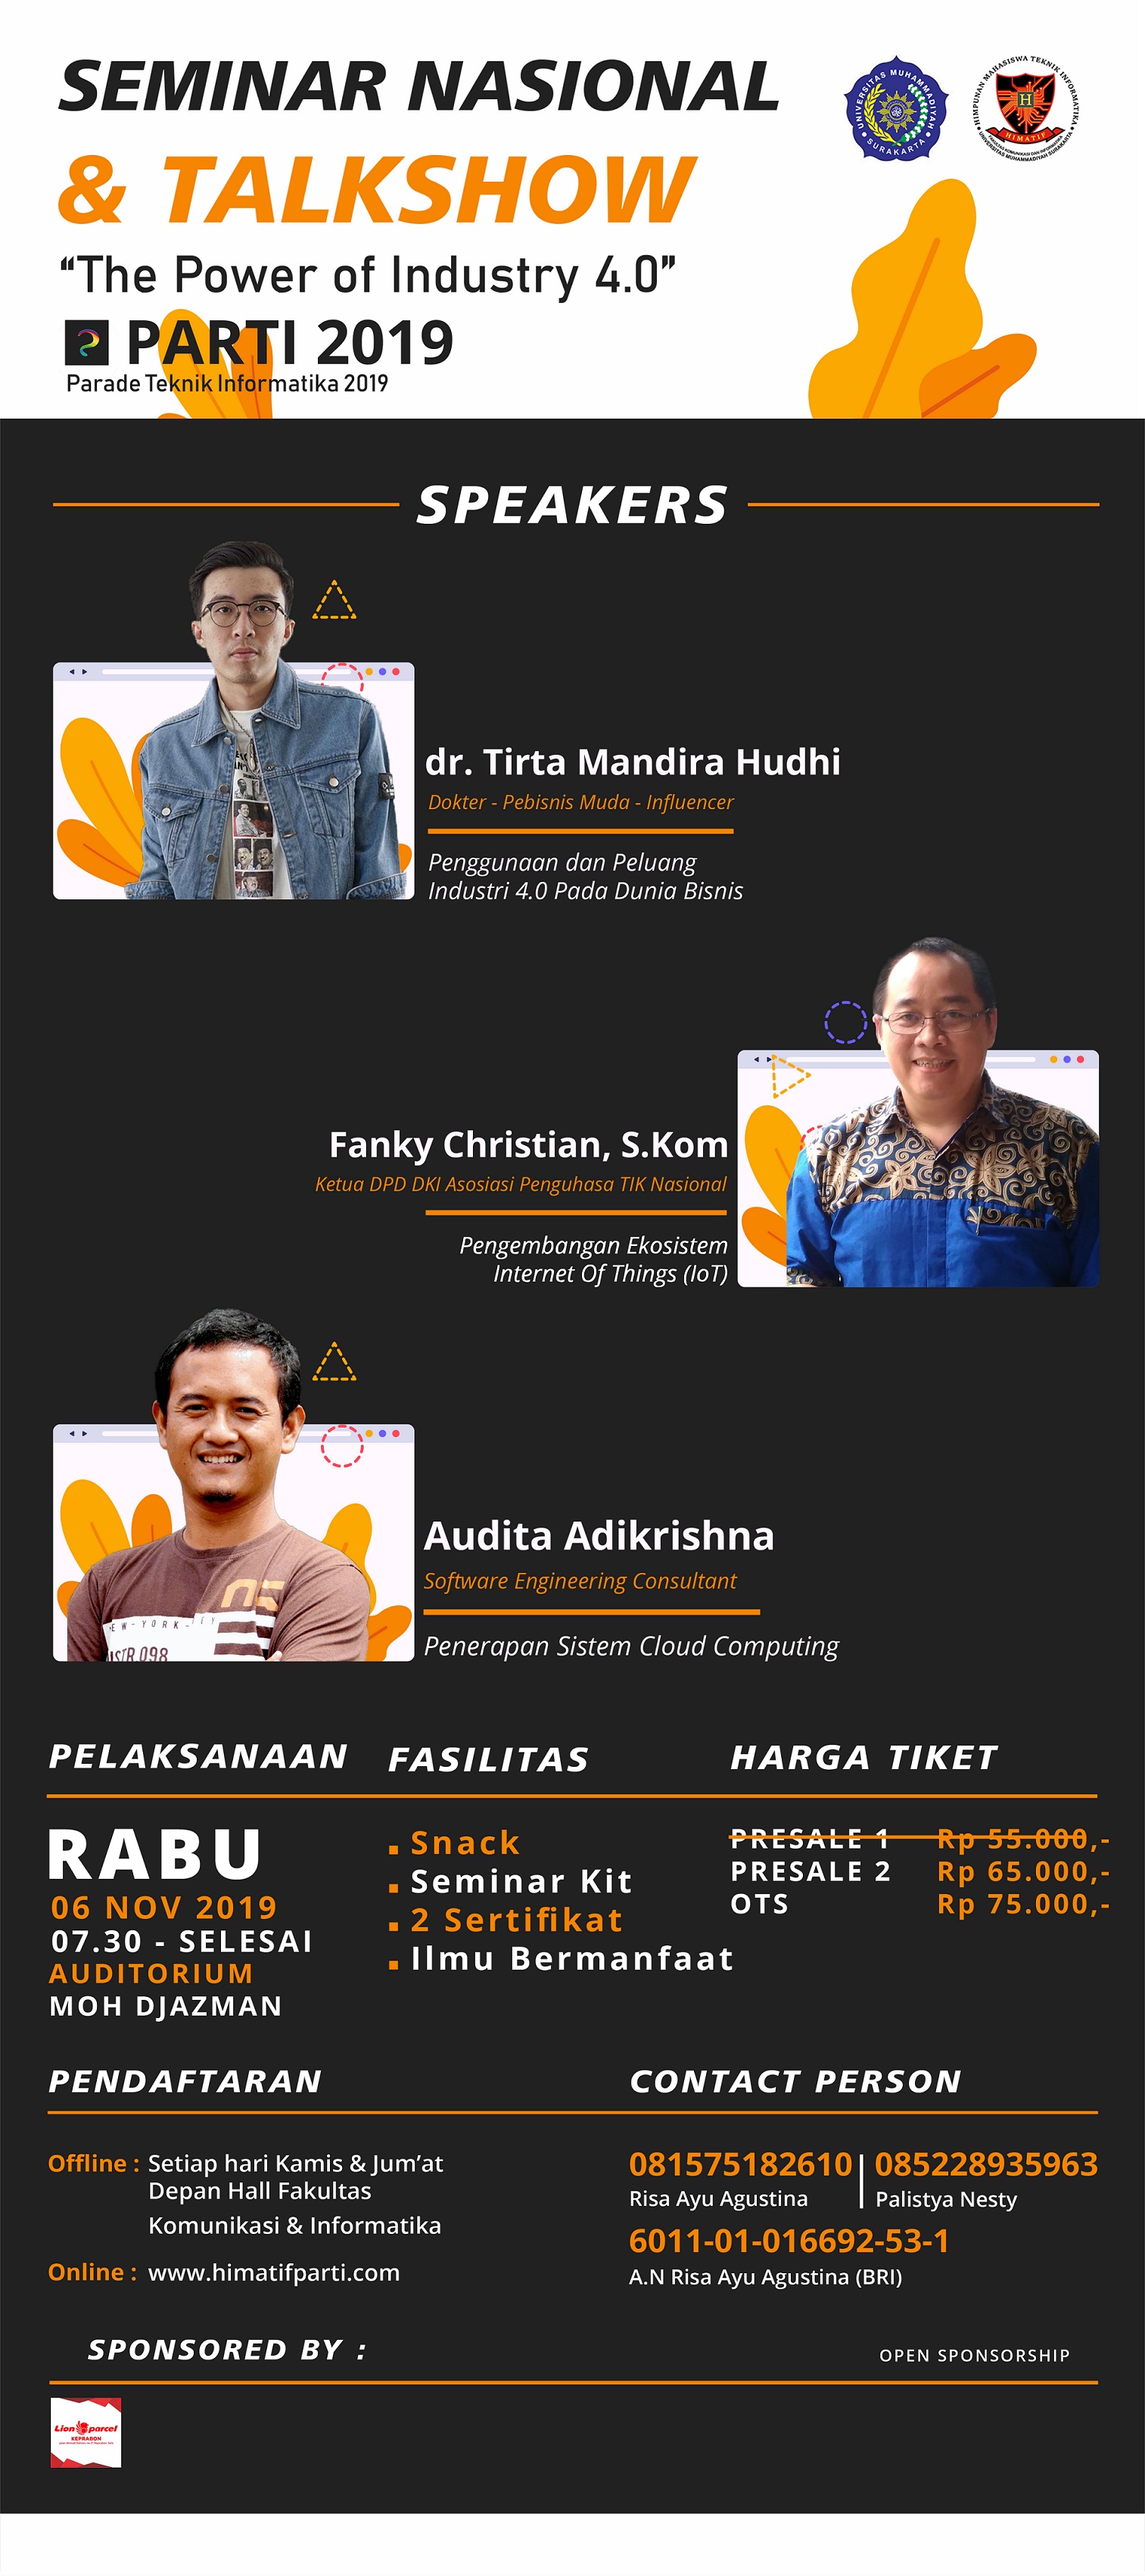 SEMINAR NASIONAL
& TALKSHOW
“The Power of Industry 4.0”
PARTI 2019
Parade Teknik Informatika 2019
UNIVERSITAS MUHAMMADIYAH
SURAKARTA
HIMPUNAN MAHASISWA TEKNIK INFORMATIKA
H
HIMATIF
FAKULTAS KOMUNIKASI DAN INFORMATIKA
UNIVERSITAS MUHAMMADIYAH SURAKARTA
SPEAKERS
dr. Tirta Mandira Hudhi
Dokter - Pebisnis Muda - Influencer
Penggunaan dan Peluang
Industri 4.0 Pada Dunia Bisnis
Fanky Christian, S.Kom
Ketua DPD DKI Asosiasi Penguhasa TIK Nasional
Pengembangan Ekosistem
Internet Of Things (IoT)
Audita Adikrishna
Software Engineering Consultant
Penerapan Sistem Cloud Computing
PELAKSANAAN
RABU
06 NOV 2019
07.30 - SELESAI
AUDITORIUM
MOH DJAZMAN
FASILITAS
Snack
Seminar Kit
2 Sertifikat
Ilmu Bermanfaat
HARGA TIKET
PRESALE 1 Rp 55.000,-
PRESALE 2 Rp 65.000,-
OTS Rp 75.000,-
PENDAFTARAN
Offline : Setiap hari Kamis & Jum’at
Depan Hall Fakultas
Komunikasi & Informatika
Online : www.himatifparti.com
CONTACT PERSON
081575182610 | 085228935963
Risa Ayu Agustina Palistya Nesty
6011-01-016692-53-1
A.N Risa Ayu Agustina (BRI)
SPONSORED BY :
OPEN SPONSORSHIP
Lion parcel
KEPRABON